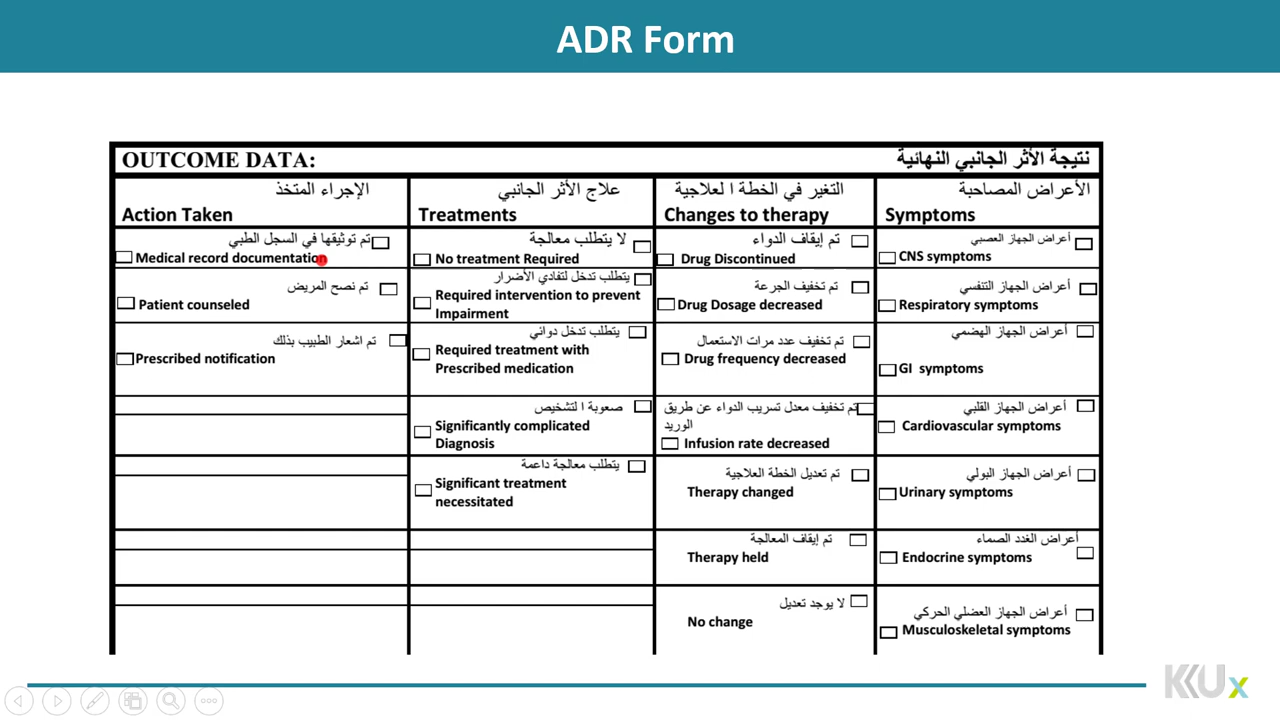 ADR Form
OUTCOME DATA:
نتيجة الأثر الجانبي النهائية
الإجراء المتخذ
Action Taken
علاج الأثر الجانبي
Treatments
التغير في الخطة ا لعلاجية
Changes to therapy
الأعراض المصاحبة
Symptoms
تم توثيقها في السجل الطبي
Medical record documentation
لا يتطلب معالجة
No treatment Required
تم إيقاف الدواء
Drug Discontinued
أعراض الجهاز العصبي
CNS symptoms
تم نصح المريض
Patient counseled
يتطلب تدخل لتفادي الأضرار
Required intervention to prevent
Impairment
تم تخفيف الجرعة
Drug Dosage decreased
أعراض الجهاز التنفسي
Respiratory symptoms
تم اشعار الطبيب بذلك
Prescribed notification
يتطلب تدخل دوائي
Required treatment with
Prescribed medication
تم تخفيف عدد مرات الاستعمال
Drug frequency decreased
أعراض الجهاز الهضمي
GI symptoms
صعوبة ا لتشخيص
Significantly complicated
Diagnosis
تم تخفيف معدل تسريب الدواء عن طريق
الوريد
Infusion rate decreased
أعراض الجهاز القلبي
Cardiovascular symptoms
يتطلب معالجة داعمة
Significant treatment
necessitated
تم تعديل الخطة العلاجية
Therapy changed
أعراض الجهاز البولي
Urinary symptoms
تم إيقاف المعالجة
Therapy held
أعراض الغدد الصماء
Endocrine symptoms
لا يوجد تعديل
No change
أعراض الجهاز العضلي الحركي
Musculoskeletal symptoms
KKUx